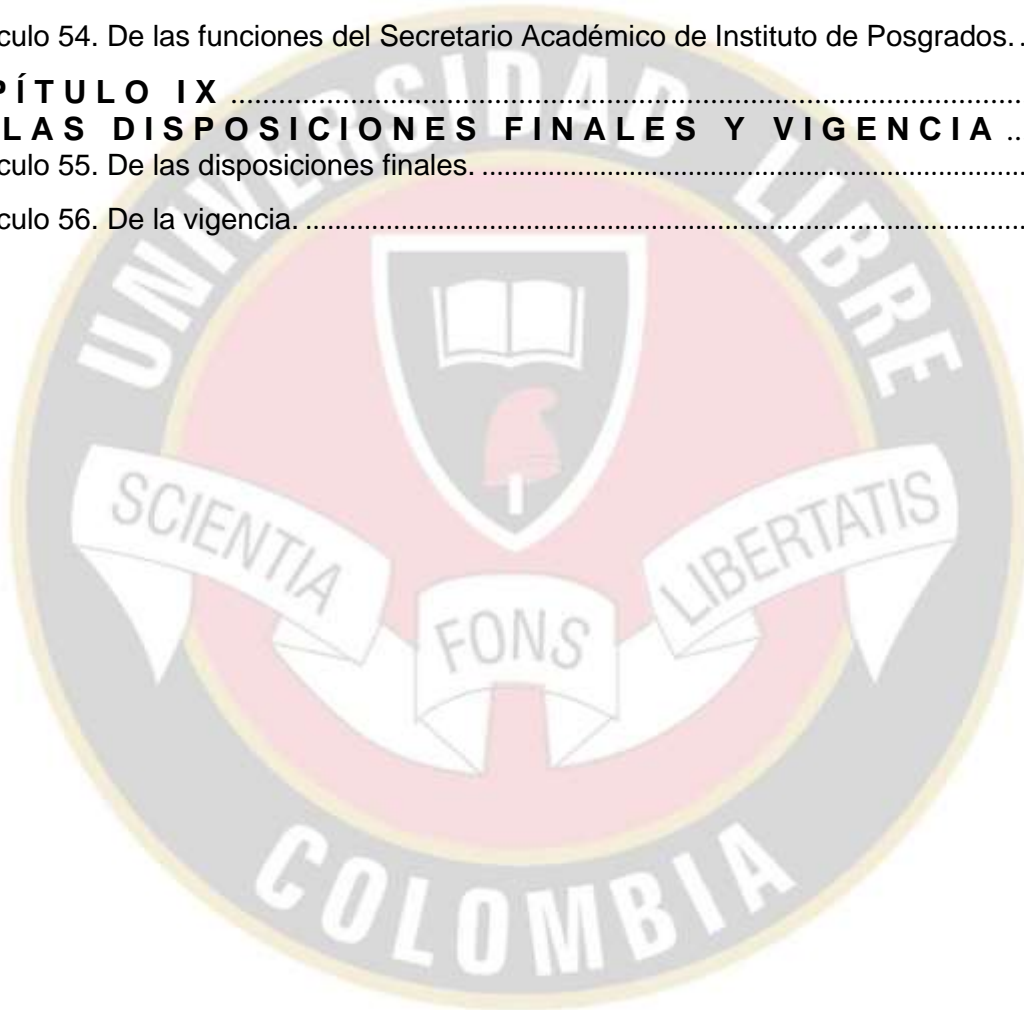 culo 54. De las funciones del Secretario Académico de Instituto de Posgrados. .
PÍTULO IX ....................................................................................................
LAS DISPOSICIONES FINALES Y VIGENCIA ..
culo 55. De las disposiciones finales. ....................................................................
culo 56. De la vigencia. ..........................................................................................
UNIVERSIDAD LIBRE
SCIENTIA
FONS
LIBERTATIS
COLOMBIA